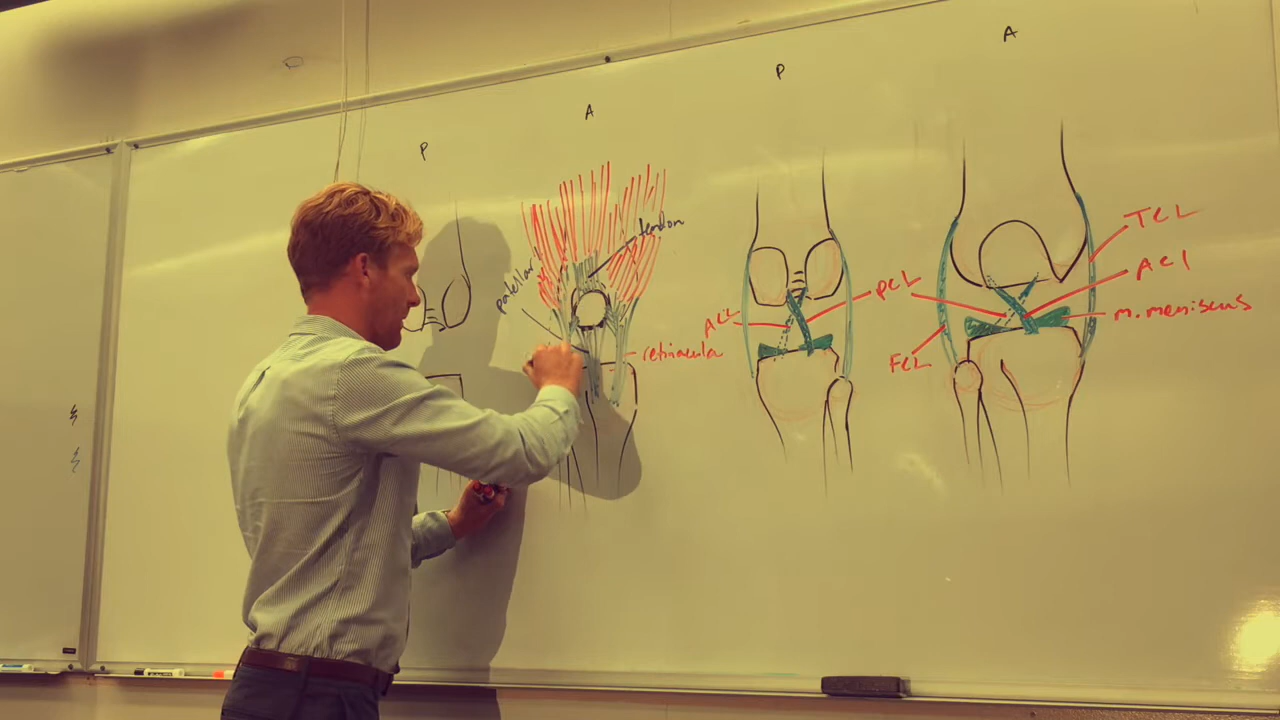 P
A
P
A
tendon
patellar
retinacula
ACL
PCL
TCL
ACL
m. meniscus
FCL